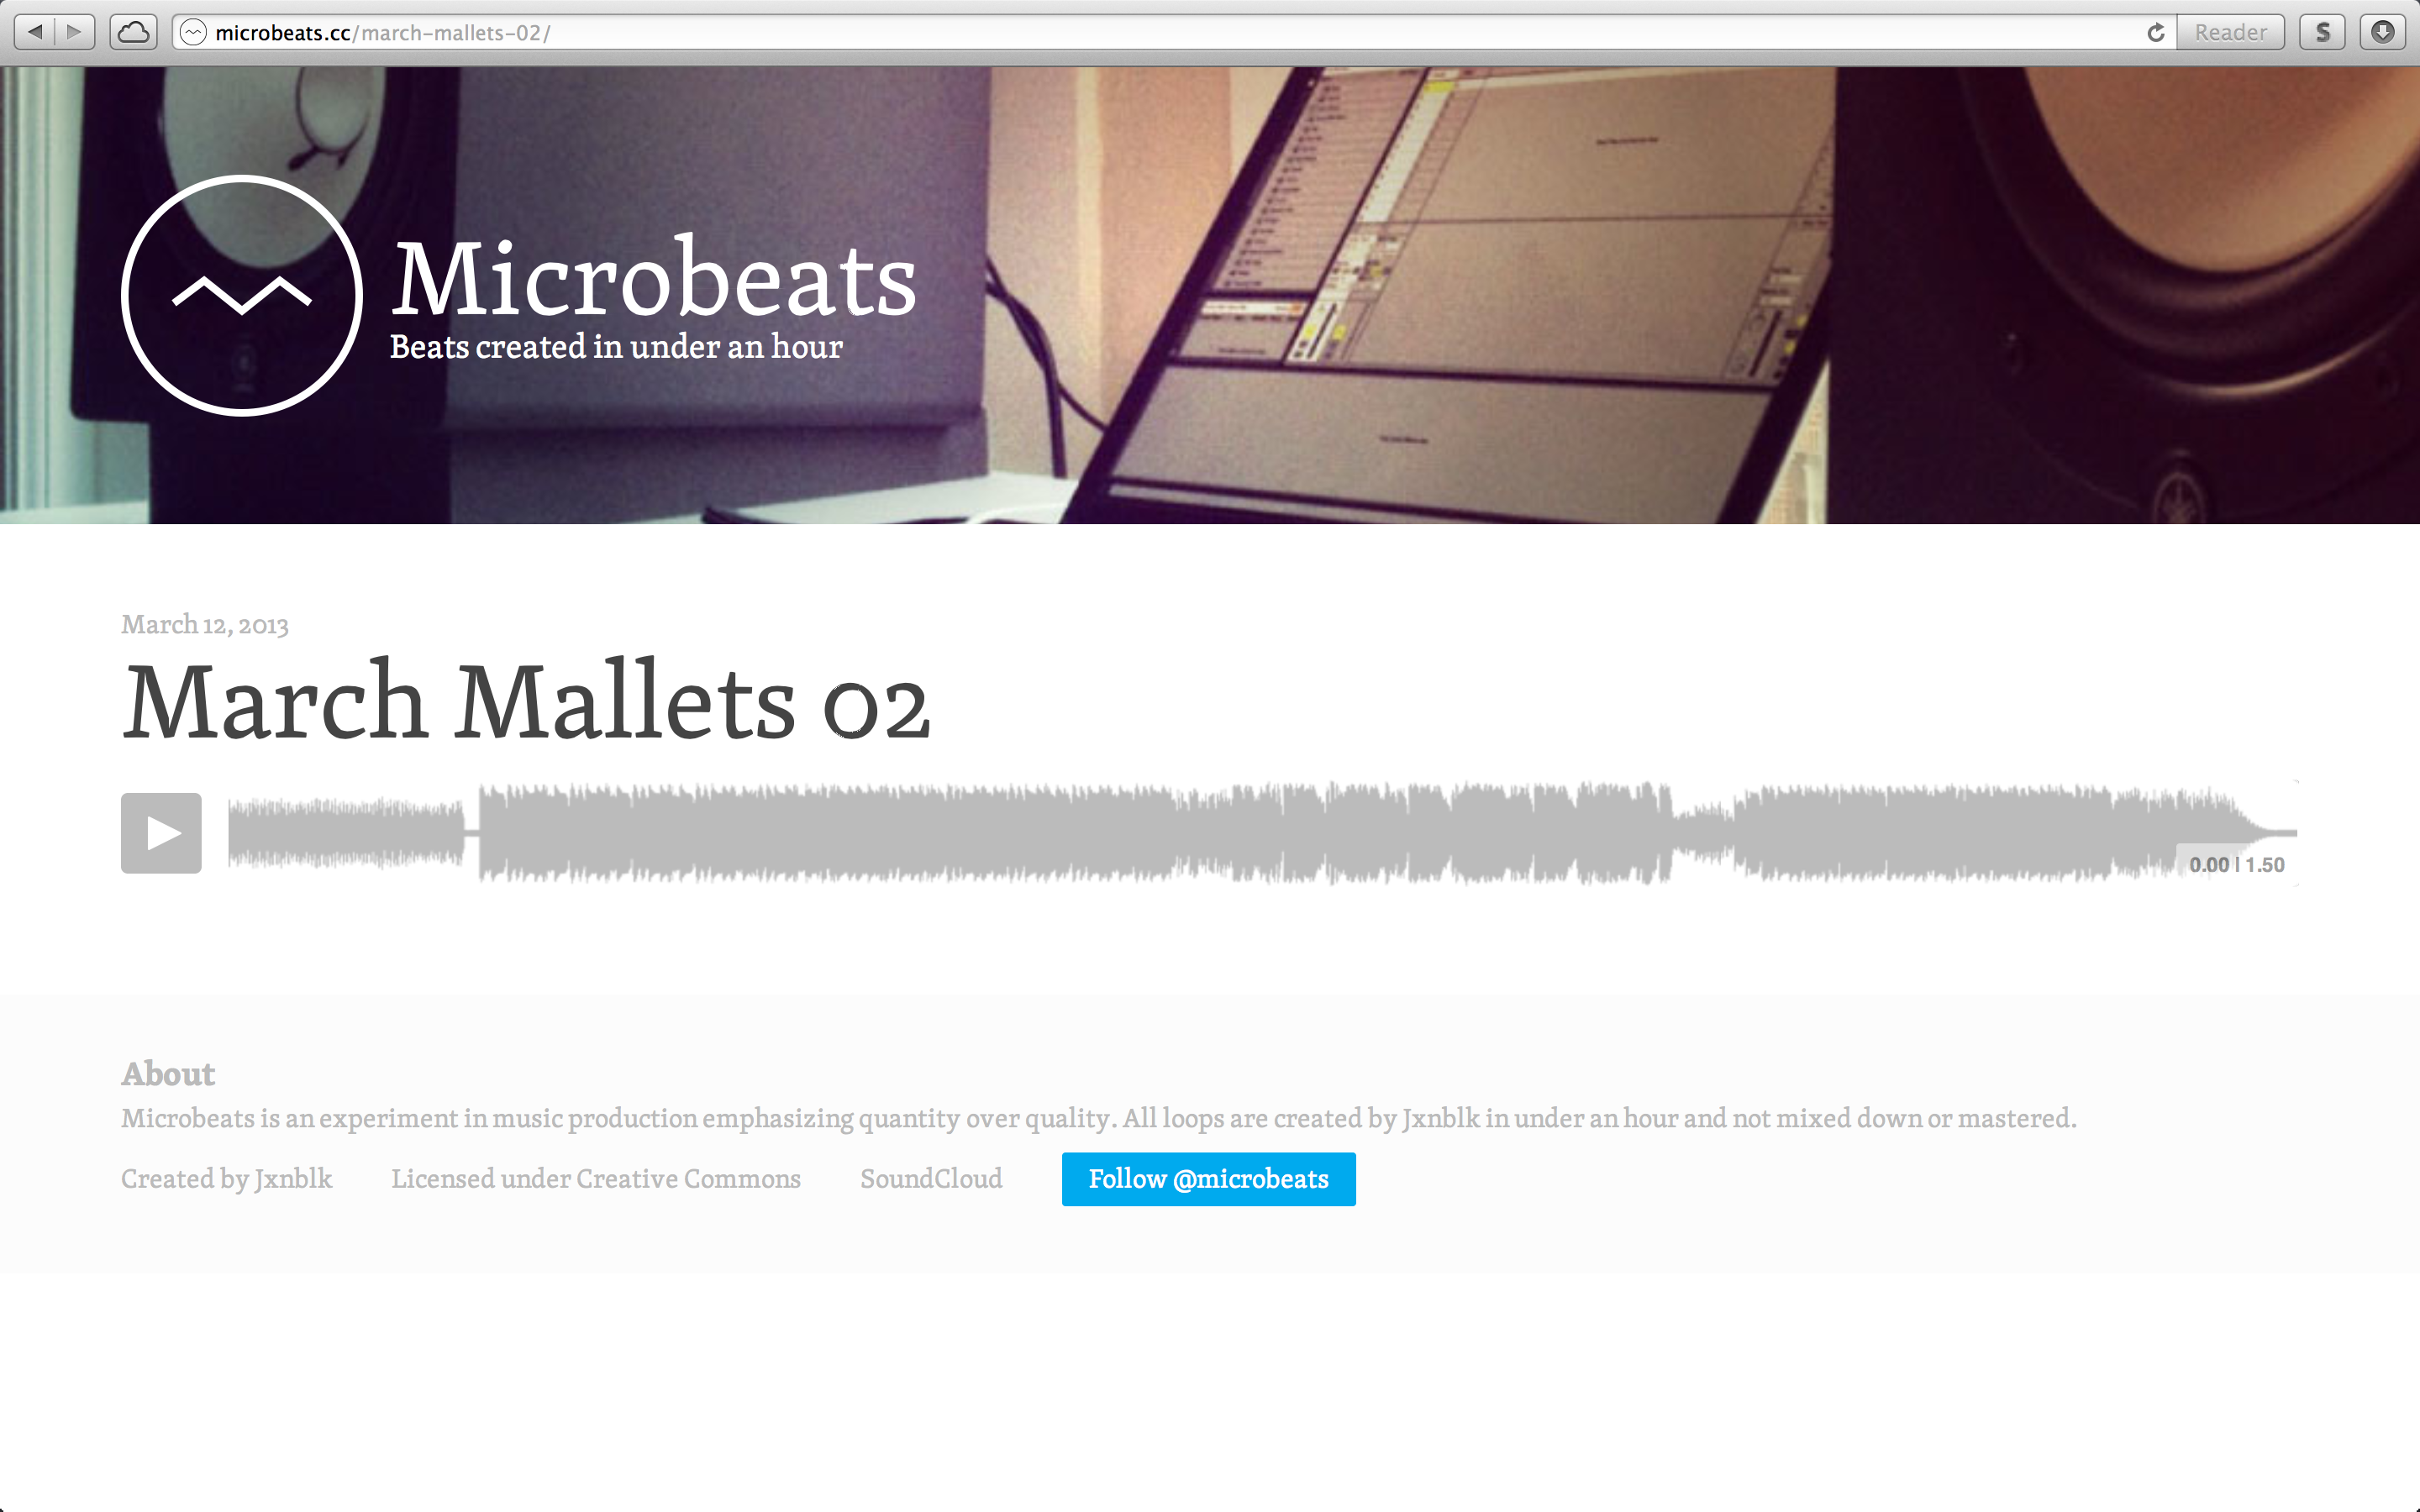 microbeats.cc/march-mallets-02/
Reader
S
Microbeats
Beats created in under an hour
March 12, 2013
March Mallets 02
0.00 | 1.50
About
Microbeats is an experiment in music production emphasizing quantity over quality. All loops are created by Jxnblk in under an hour and not mixed down or mastered.
Created by Jxnblk Licensed under Creative Commons SoundCloud Follow @microbeats